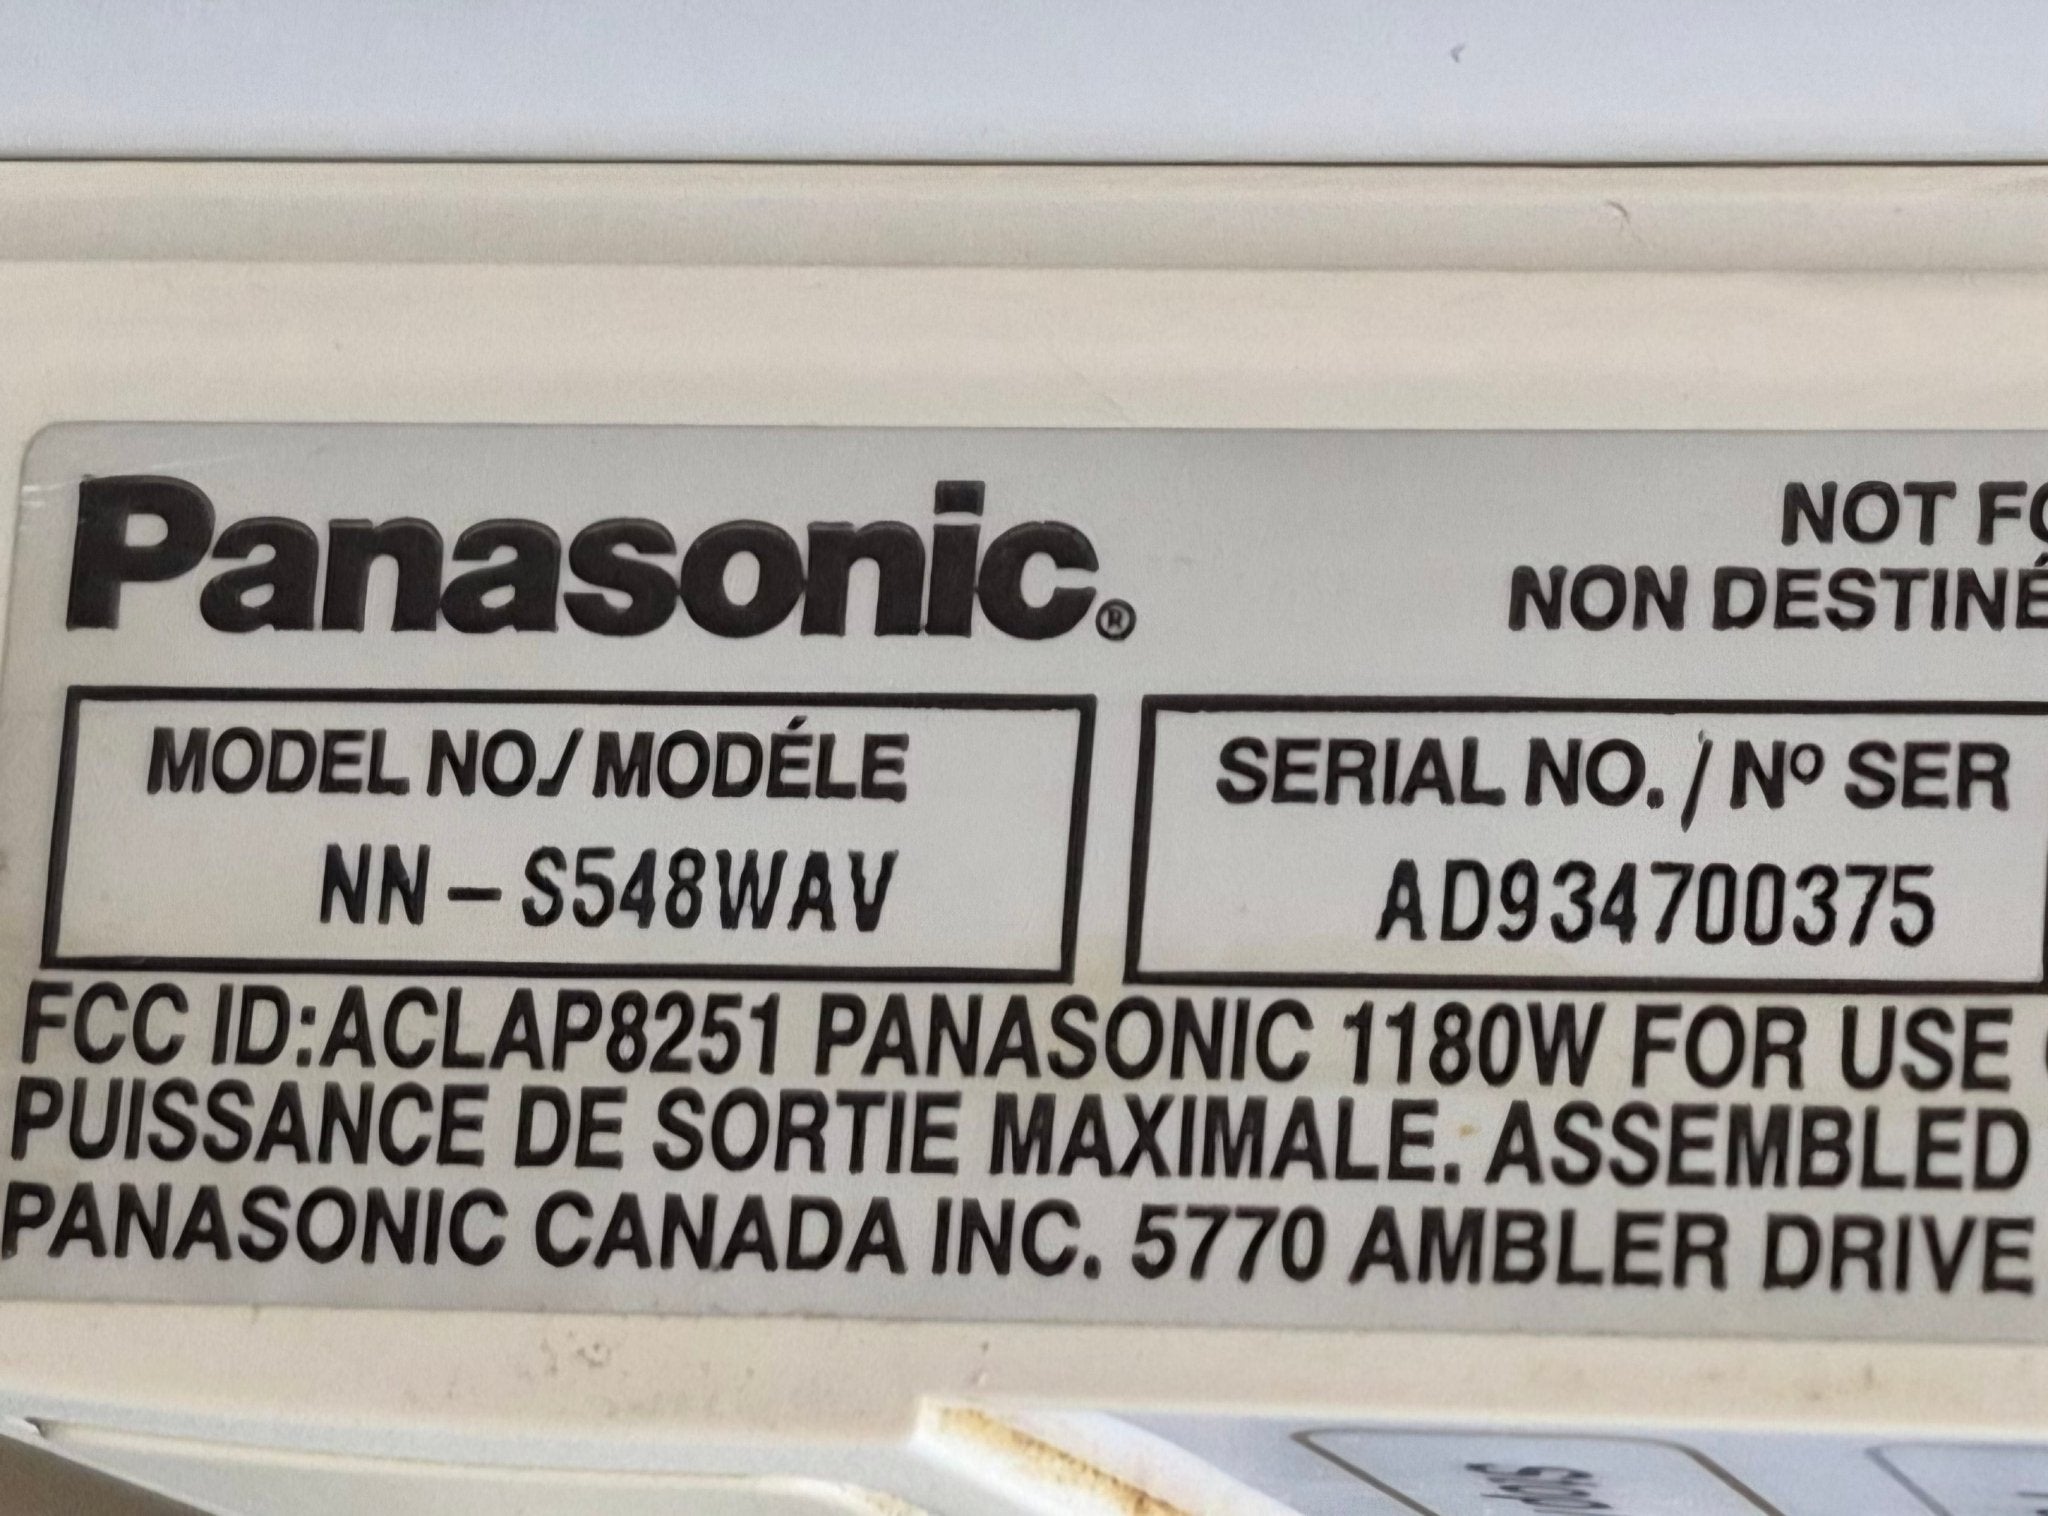 Panasonic®
NOT FO
NON DESTINÉ
MODEL NO./MODÉLE
NN-S548WAV
SERIAL NO./Nº SER
AD934700375
FCC ID:ACLAP8251 PANASONIC 1180W FOR USE
PUISSANCE DE SORTIE MAXIMALE. ASSEMBLED
PANASONIC CANADA INC. 5770 AMBLER DRIVE
Stop/